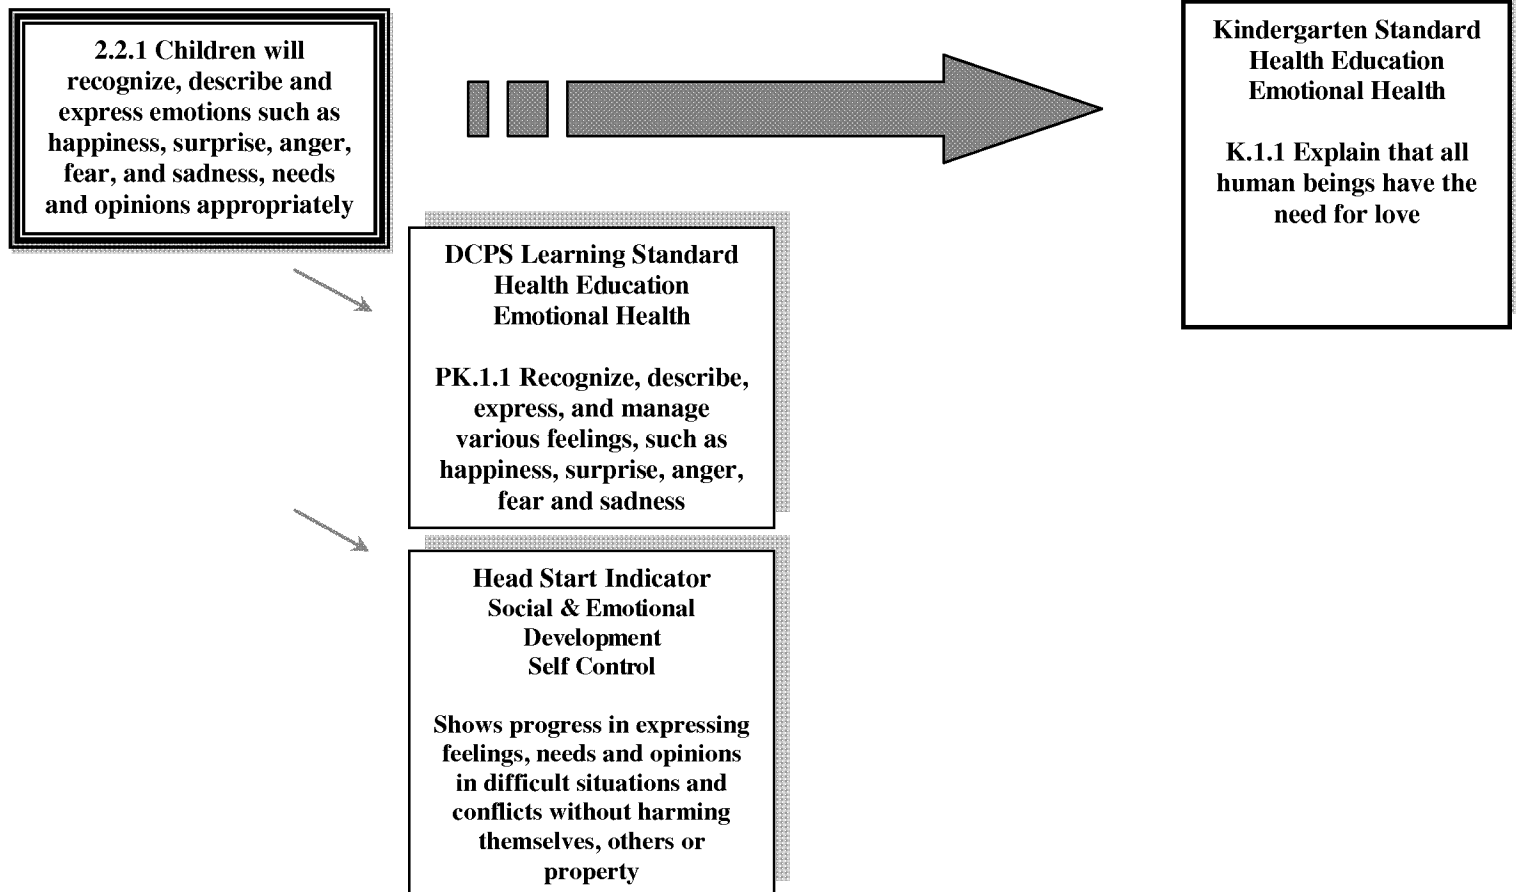 2.2.1 Children will
recognize, describe and
express emotions such as
happiness, surprise, anger,
fear, and sadness, needs
and opinions appropriately
Kindergarten Standard
Health Education
Emotional Health
K.1.1 Explain that all
human beings have the
need for love
DCPS Learning Standard
Health Education
Emotional Health
PK.1.1 Recognize, describe,
express, and manage
various feelings, such as
happiness, surprise, anger,
fear and sadness
Head Start Indicator
Social & Emotional
Development
Self Control
Shows progress in expressing
feelings, needs and opinions
in difficult situations and
conflicts without harming
themselves, others or
property